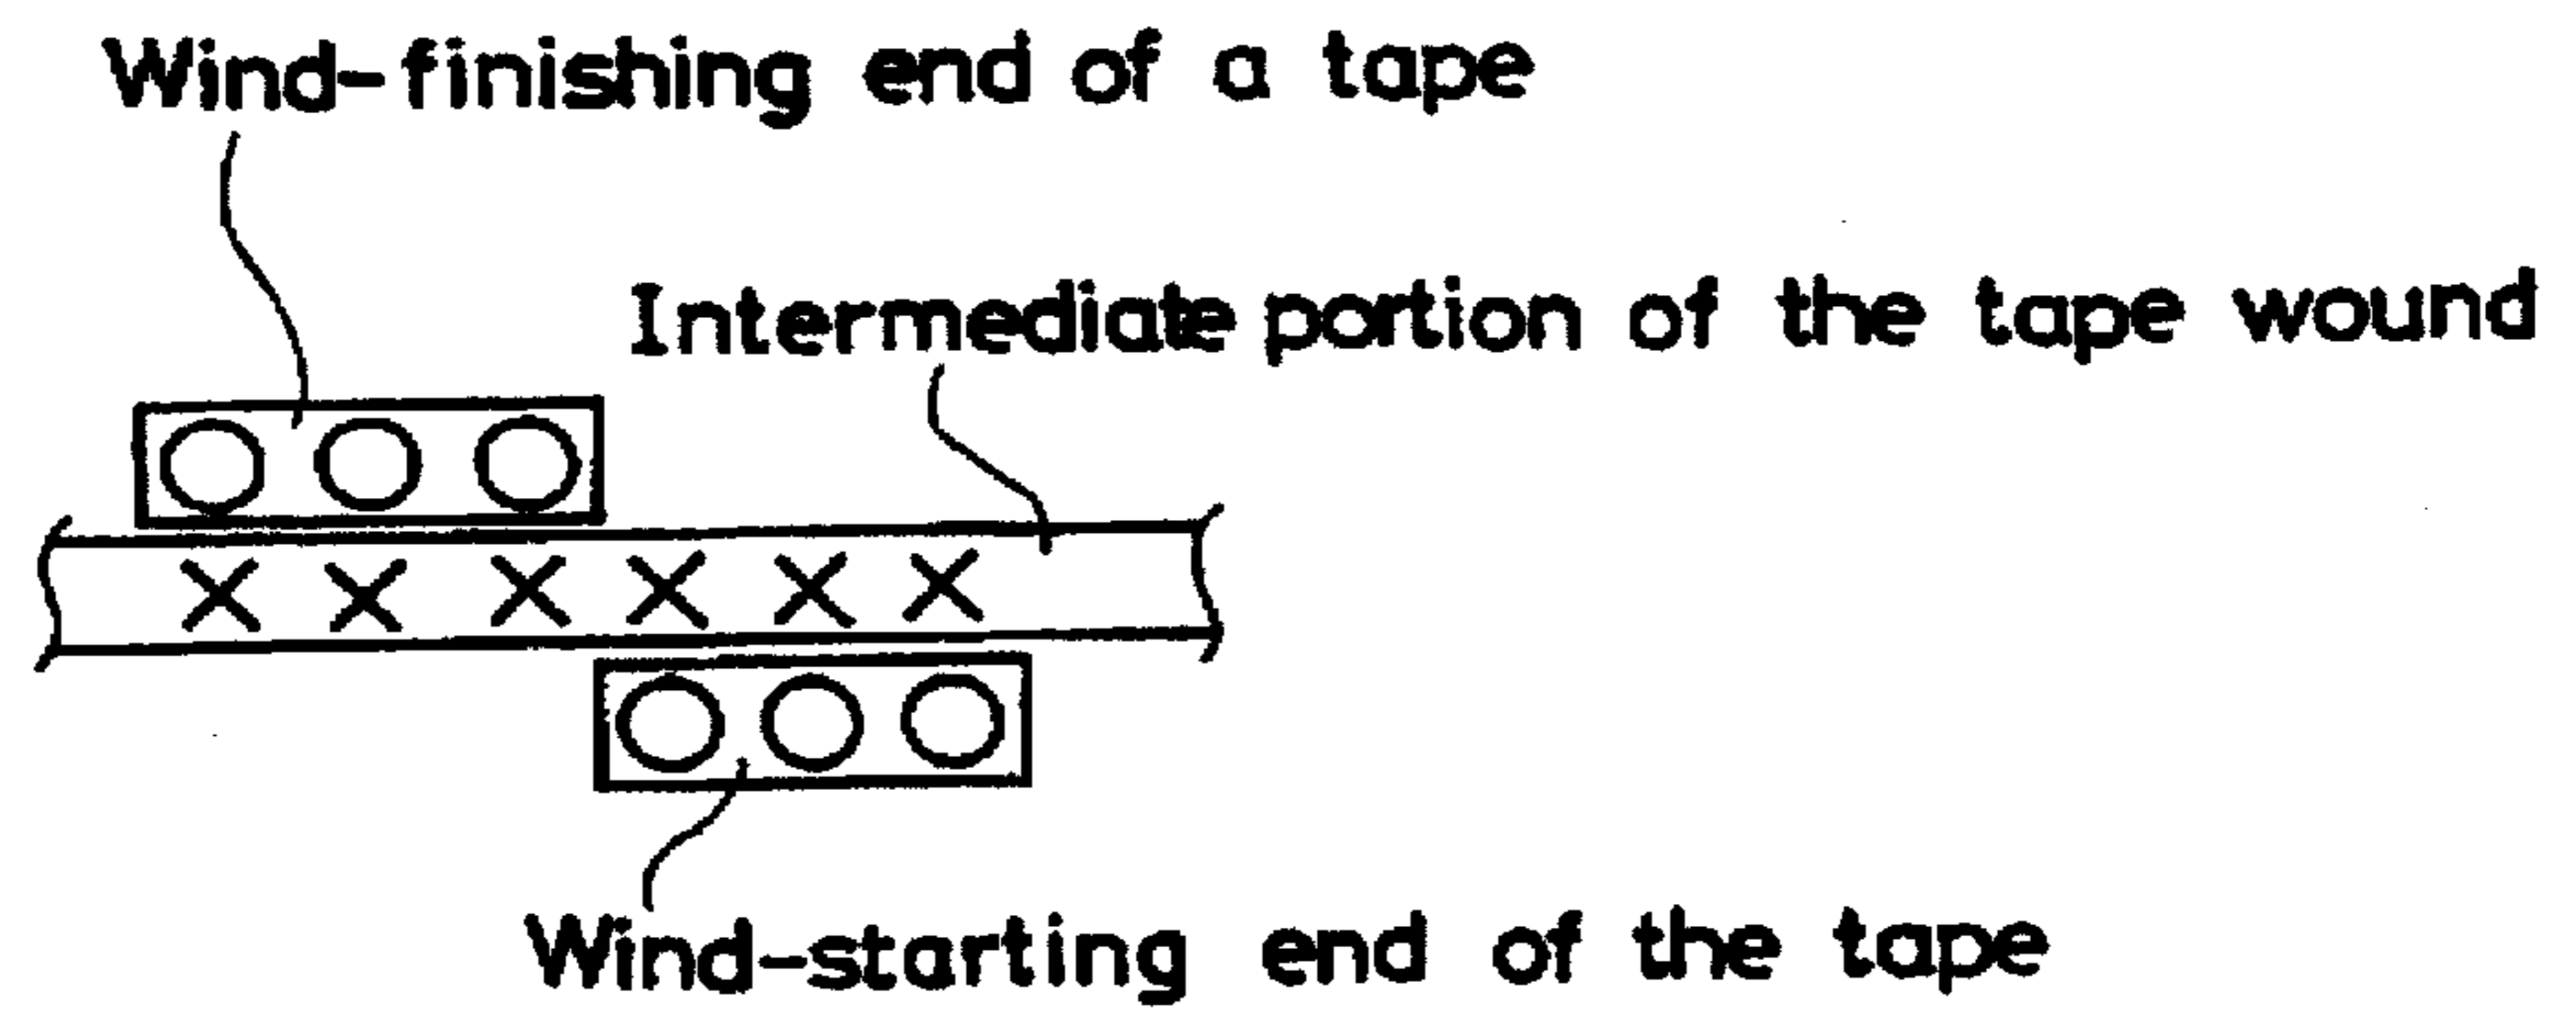 Wind-finishing end of a tape
Intermediate portion of the tape wound
Wind-starting end of the tape